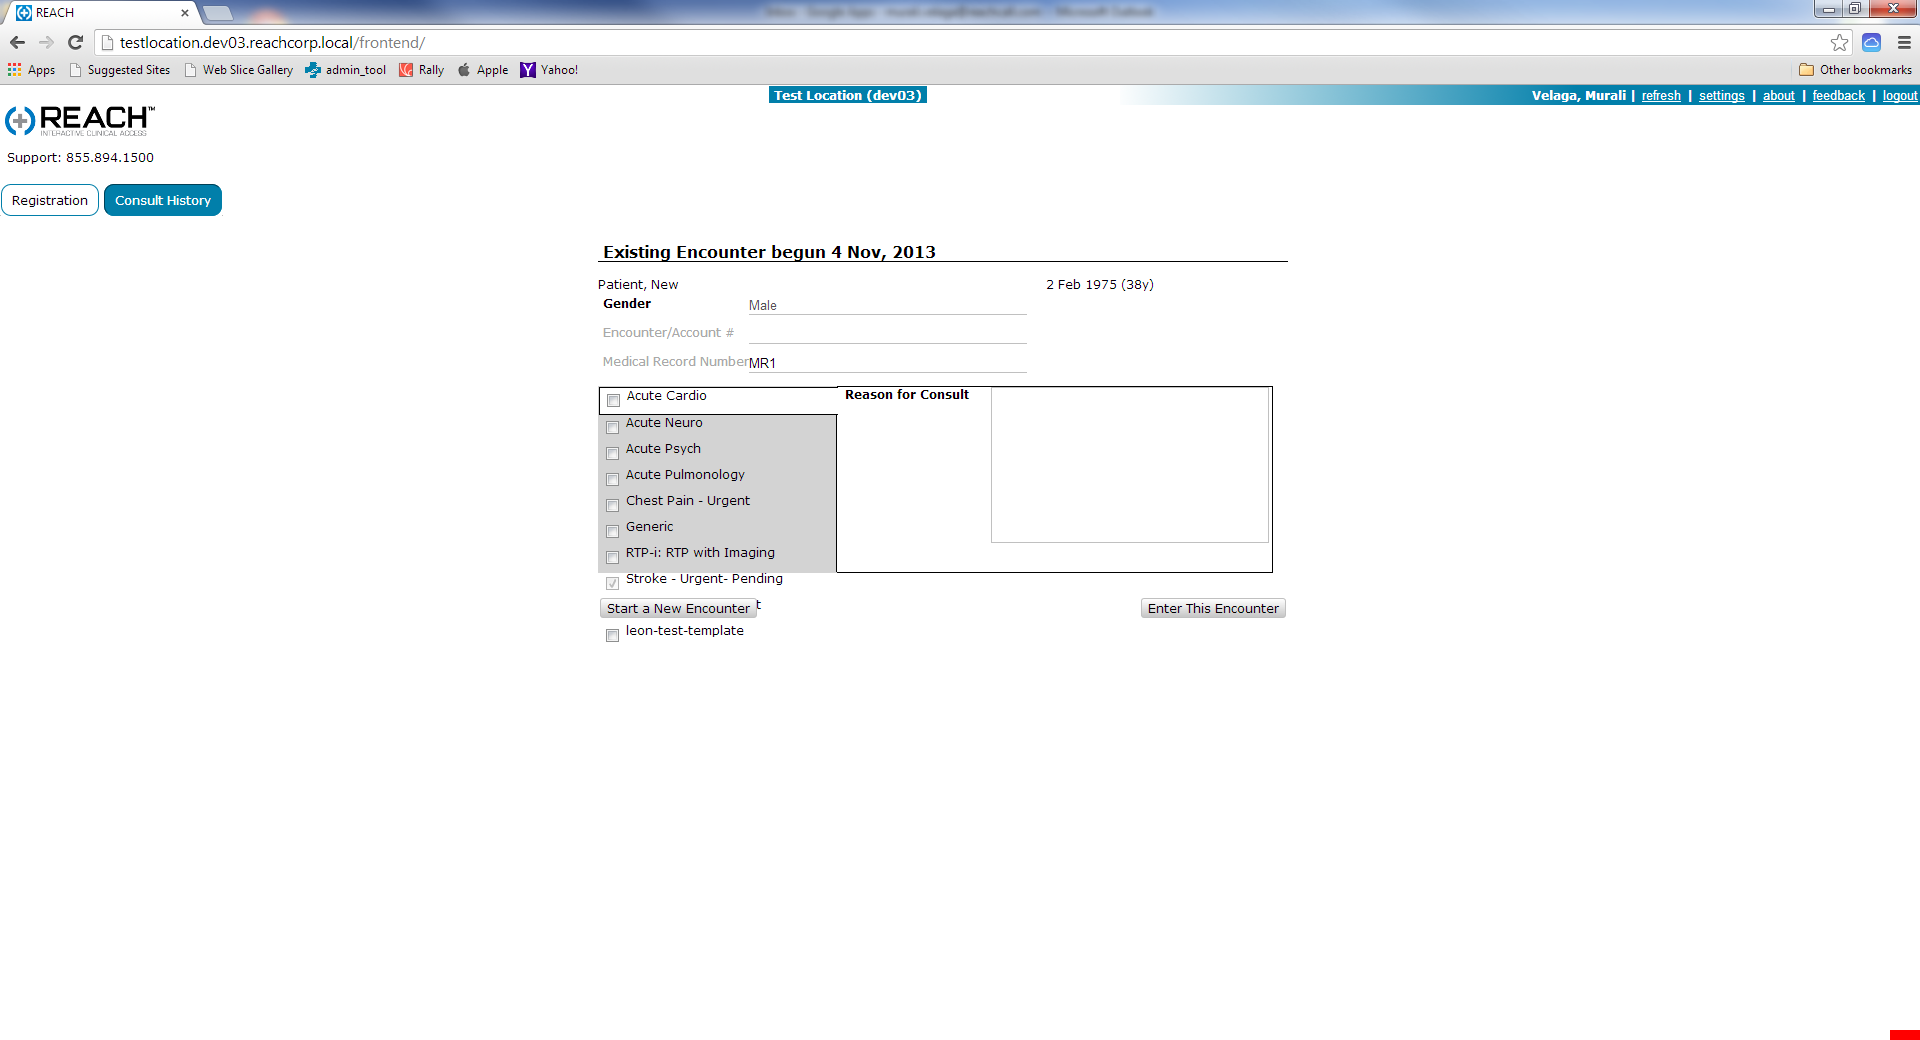 REACH
testlocation.dev03.reachcorp.local/frontend/
Apps Suggested Sites Web Slice Gallery admin_tool Rally Apple Yahoo! Other bookmarks
Test Location (dev03) Velaga, Murali | refresh | settings | about | feedback | logout
REACH™
INTERACTIVE CLINICAL ACCESS
Support: 855.894.1500
Registration Consult History
Existing Encounter begun 4 Nov, 2013
Patient, New 2 Feb 1975 (38y)
Gender Male
Encounter/Account #
Medical Record Number MR1
Acute Cardio Reason for Consult
Acute Neuro
Acute Psych
Acute Pulmonology
Chest Pain - Urgent
Generic
RTP-i: RTP with Imaging
Stroke - Urgent- Pending
Start a New Encounter t Enter This Encounter
leon-test-template